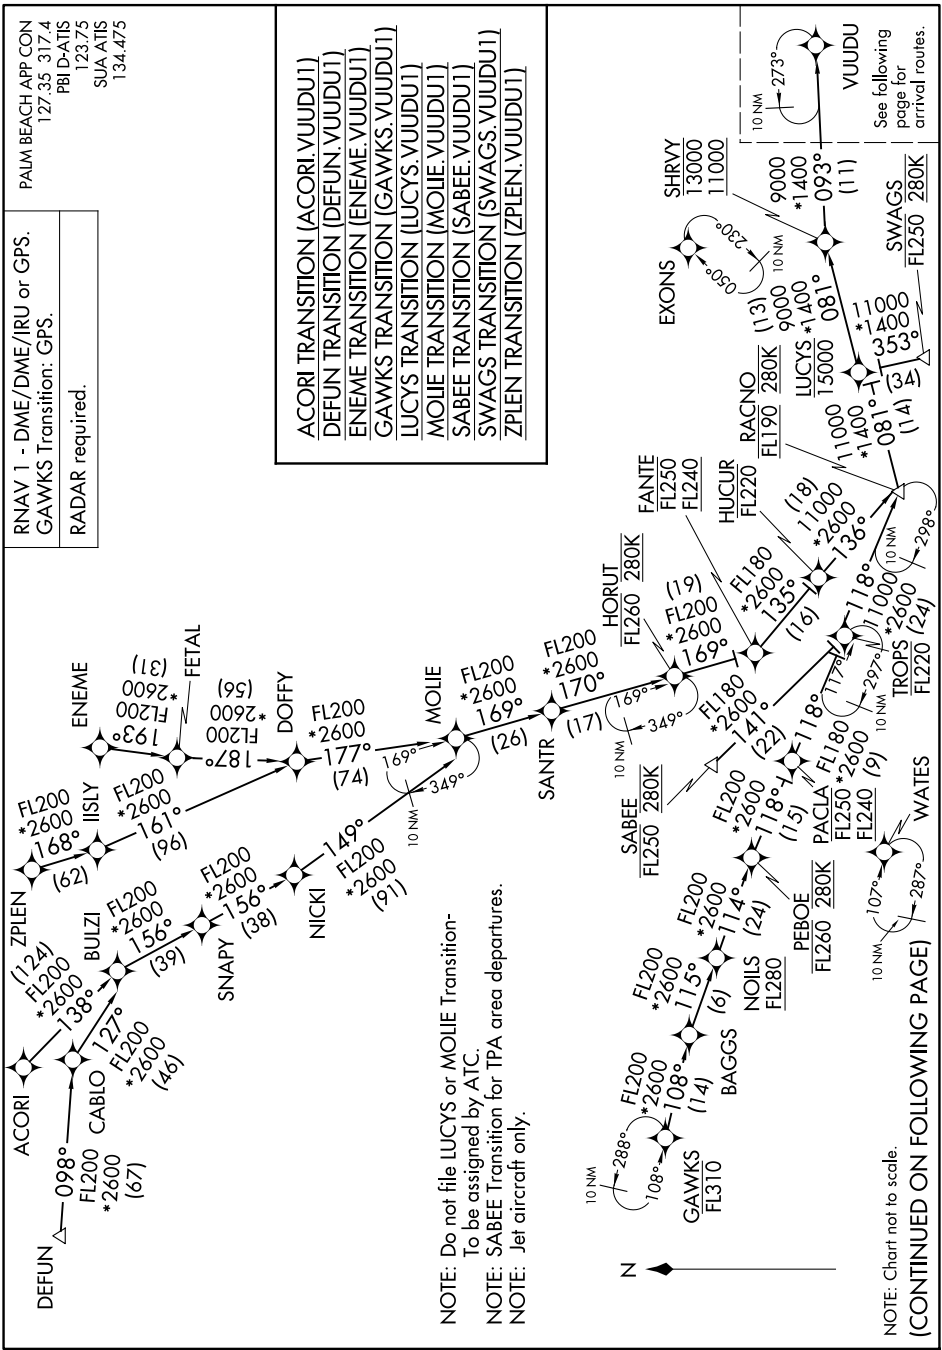 RNAV 1 - DME/DME/IRU or GPS.
GAWKS Transition: GPS.
RADAR required.
PALM BEACH APP CON
127.35 317.4
PBI D-ATIS
123.75
SUA ATIS
134.475
ACORI TRANSITION (ACORI.VUUDU1)
DEFUN TRANSITION (DEFUN.VUUDU1)
ENEME TRANSITION (ENEME.VUUDU1)
GAWKS TRANSITION (GAWKS.VUUDU1)
LUCYS TRANSITION (LUCYS.VUUDU1)
MOLIE TRANSITION (MOLIE.VUUDU1)
SABEE TRANSITION (SABEE.VUUDU1)
SWAGS TRANSITION (SWAGS.VUUDU1)
ZPLEN TRANSITION (ZPLEN.VUUDU1)
DEFUN
098°
FL200
*2600
(67)
ACORI
(124)
FL200
*2600
138°
CABLO
127°
FL200
*2600
(46)
BULZI
FL200
*2600
156°
(39)
SNAPY
FL200
*2600
156°
(38)
NICKI
149°
FL200
*2600
(91)
ZPLEN
FL200
*2600
168°
(62)
IISLY
FL200
*2600
191°
(96)
ENEME
193°
FL200
*2600
(31)
FETAL
187°
FL200
*2600
(56)
DOFFY
FL200
*2600
177°
(74)
MOLIE
169°
349°
10 NM
FL200
*2600
169°
(26)
SANTR
FL200
*2600
170°
(17)
HORUT
FL260 280K
169°
349°
10 NM
(19)
FL200
*2600
169°
FANTE
FL250
FL240
FL180
*2600
135°
(16)
HUCUR
FL220
(18)
11000
*2600
136°
RACNO
FL190 280K
298°
10 NM
11000
*1400
081°
(14)
LUCYS
15000
(13)
9000
*1400
081°
EXONS
050°
230°
10 NM
SHRVY
13000
11000
9000
*1400
093°
(11)
VUUDU
273°
10 NM
See following
page for
arrival routes.
SWAGS
FL250 280K
11000
*1400
353°
(34)
SABEE
FL250 280K
FL180
*2600
141°
(22)
GAWKS
FL310
288°
108°
10 NM
FL200
*2600
108°
(14)
BAGGS
FL200
*2600
115°
(6)
NOILS
FL280
FL200
*2600
114°
(24)
PEBOE
FL260 280K
FL200
*2600
118°
(15)
PACLA
FL250
FL240
118°
FL180
*2600
(9)
TROPS
FL220
117°
297°
10 NM
118°
11000
*2600
(24)
WATES
107°
287°
10 NM
NOTE: Do not file LUCYS or MOLIE Transition-
To be assigned by ATC.
NOTE: SABEE Transition for TPA area departures.
NOTE: Jet aircraft only.
N
NOTE: Chart not to scale.
(CONTINUED ON FOLLOWING PAGE)